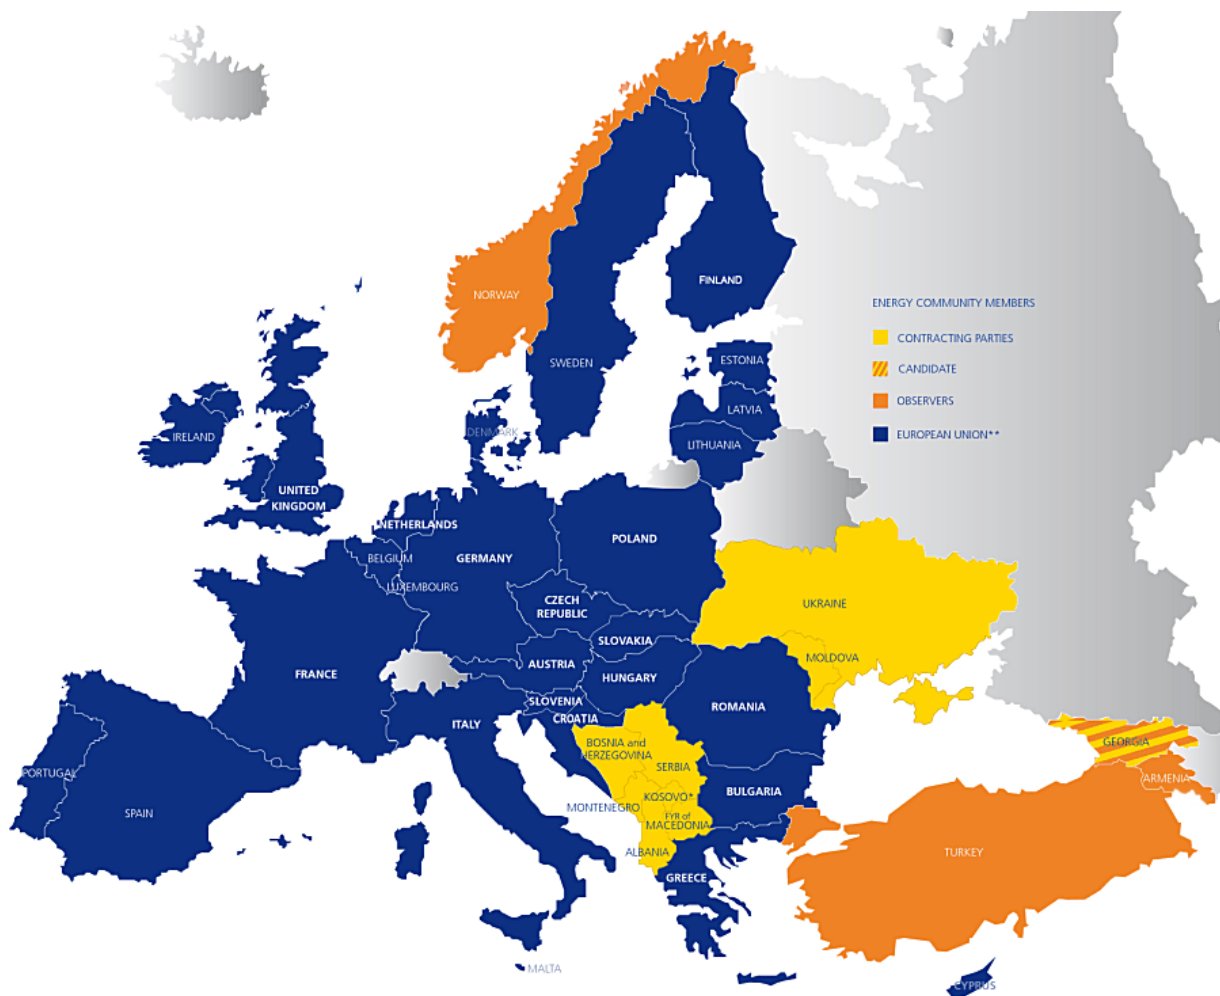 NORWAY
FINLAND
SWEDEN
ENERGY COMMUNITY MEMBERS
CONTRACTING PARTIES
CANDIDATE
OBSERVERS
EUROPEAN UNION**
ESTONIA
LATVIA
LITHUANIA
DENMARK
IRELAND
UNITED
KINGDOM
NETHERLANDS
BELGIUM
LUXEMBOURG
GERMANY
POLAND
CZECH
REPUBLIC
SLOVAKIA
AUSTRIA
HUNGARY
UKRAINE
MOLDOVA
FRANCE
SLOVENIA
CROATIA
ITALY
ROMANIA
BOSNIA and
HERZEGOVINA
SERBIA
GEORGIA
ARMENIA
PORTUGAL
SPAIN
MONTENEGRO
KOSOVO*
FYR of
MACEDONIA
BULGARIA
ALBANIA
GREECE
TURKEY
MALTA
CYPRUS